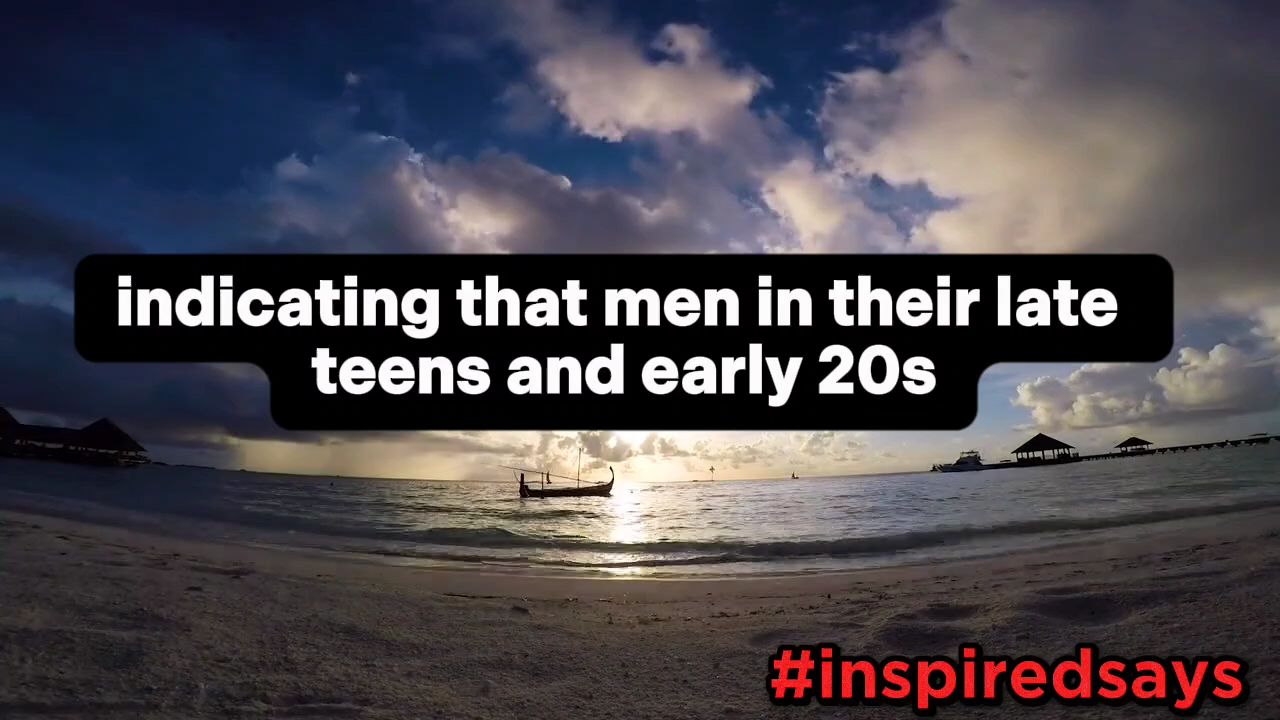 indicating that men in their late
teens and early 20s
#inspiredsays